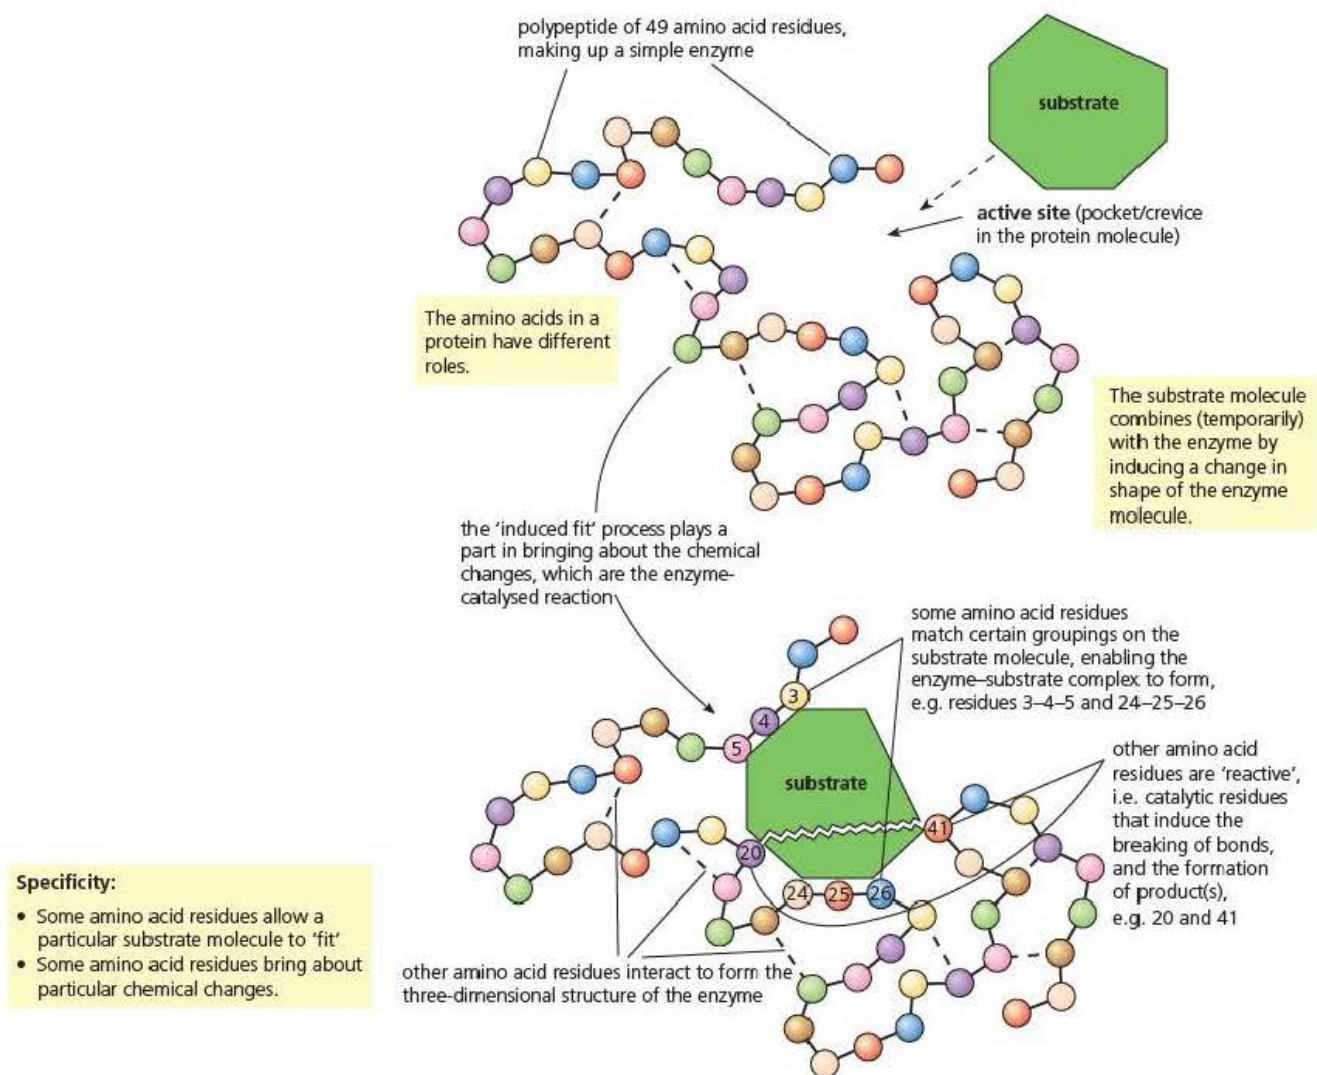 polypeptide of 49 amino acid residues,
making up a simple enzyme
substrate
active site (pocket/crevice
in the protein molecule)
The amino acids in a
protein have different
roles.
The substrate molecule
combines (temporarily)
with the enzyme by
inducing a change in
shape of the enzyme
molecule.
the ‘induced fit’ process plays a
part in bringing about the chemical
changes, which are the enzyme-
catalysed reaction
some amino acid residues
match certain groupings on the
substrate molecule, enabling the
enzyme–substrate complex to form,
e.g. residues 3–4–5 and 24–25–26
3
4
5
substrate
other amino acid
residues are ‘reactive’,
i.e. catalytic residues
that induce the
breaking of bonds,
and the formation
of product(s),
e.g. 20 and 41
41
20
24 25 26
Specificity:
• Some amino acid residues allow a
particular substrate molecule to ‘fit’
• Some amino acid residues bring about
particular chemical changes.
other amino acid residues interact to form the
three-dimensional structure of the enzyme